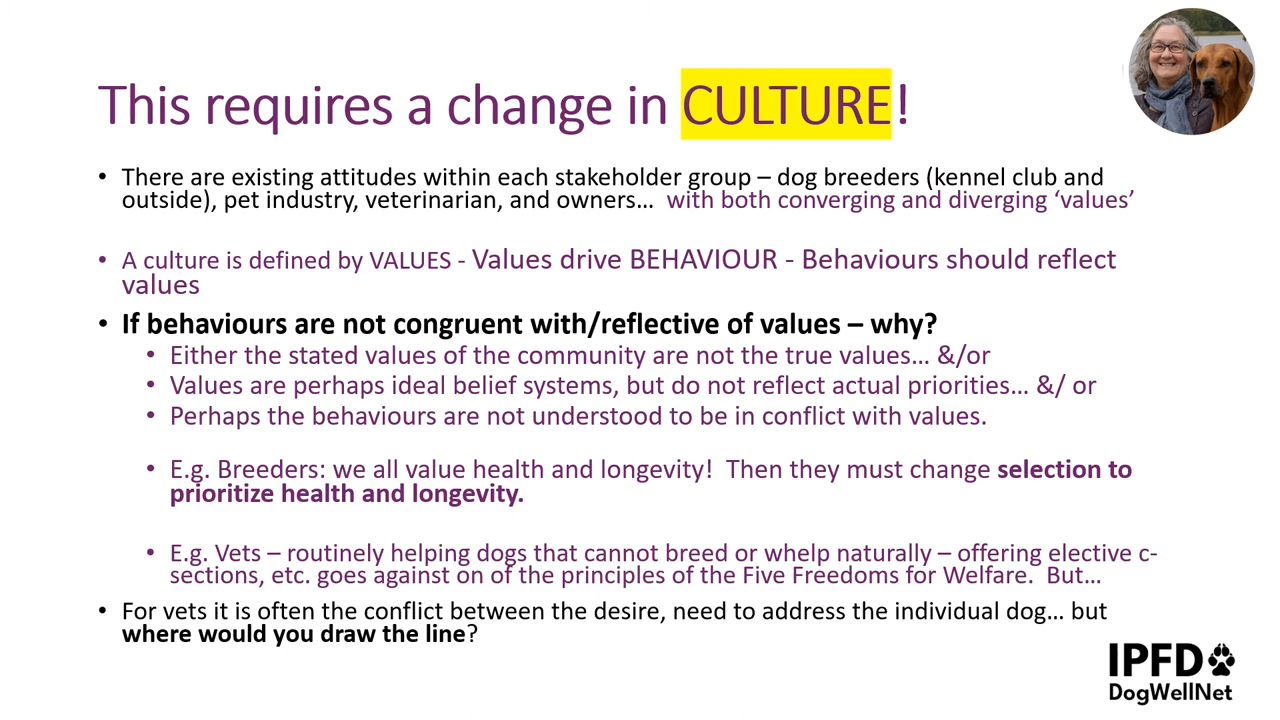 This requires a change in CULTURE!
• There are existing attitudes within each stakeholder group – dog breeders (kennel club and
outside), pet industry, veterinarian, and owners… with both converging and diverging ‘values’
• A culture is defined by VALUES - Values drive BEHAVIOUR - Behaviours should reflect
values
• If behaviours are not congruent with/reflective of values – why?
• Either the stated values of the community are not the true values… &/or
• Values are perhaps ideal belief systems, but do not reflect actual priorities… &/ or
• Perhaps the behaviours are not understood to be in conflict with values.
• E.g. Breeders: we all value health and longevity! Then they must change selection to
prioritize health and longevity.
• E.g. Vets – routinely helping dogs that cannot breed or whelp naturally – offering elective c-
sections, etc. goes against on of the principles of the Five Freedoms for Welfare. But…
• For vets it is often the conflict between the desire, need to address the individual dog… but
where would you draw the line?
IPFD
DogWellNet